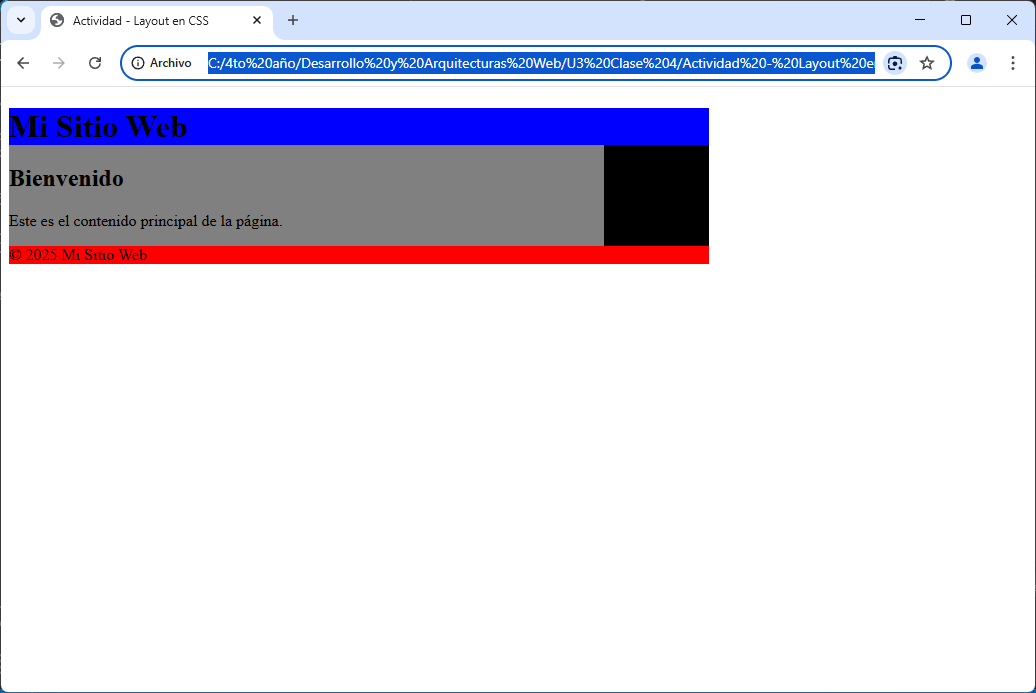 Actividad - Layout en CSS
Archivo C:/4to%20año/Desarrollo%20y%20Arquitecturas%20Web/U3%20Clase%204/Actividad%20-%20Layout%20e
Mi Sitio Web
Bienvenido
Este es el contenido principal de la página.
© 2025 Mi Sitio Web